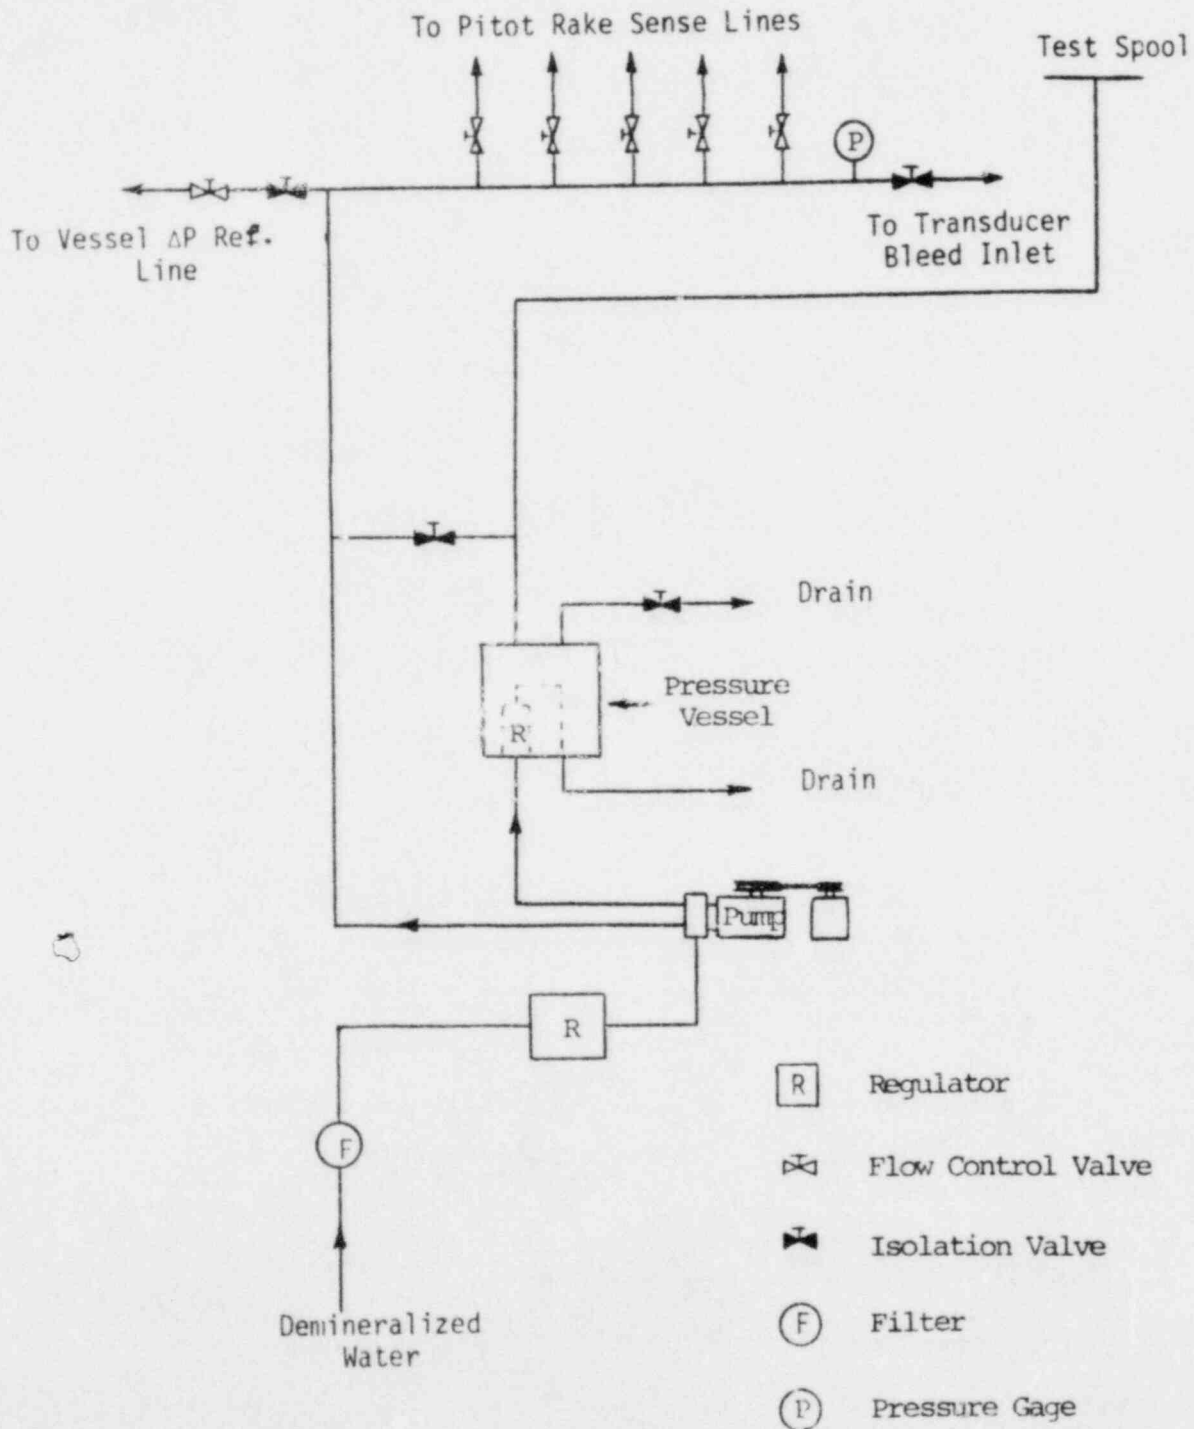 To Pitot Rake Sense Lines
Test Spool
P
To Vessel ΔP Ref.
Line
To Transducer
Bleed Inlet
Drain
Pressure
Vessel
R
Drain
Pump
R
R Regulator
F
Flow Control Valve
Isolation Valve
Demineralized
Water
F Filter
P Pressure Gage